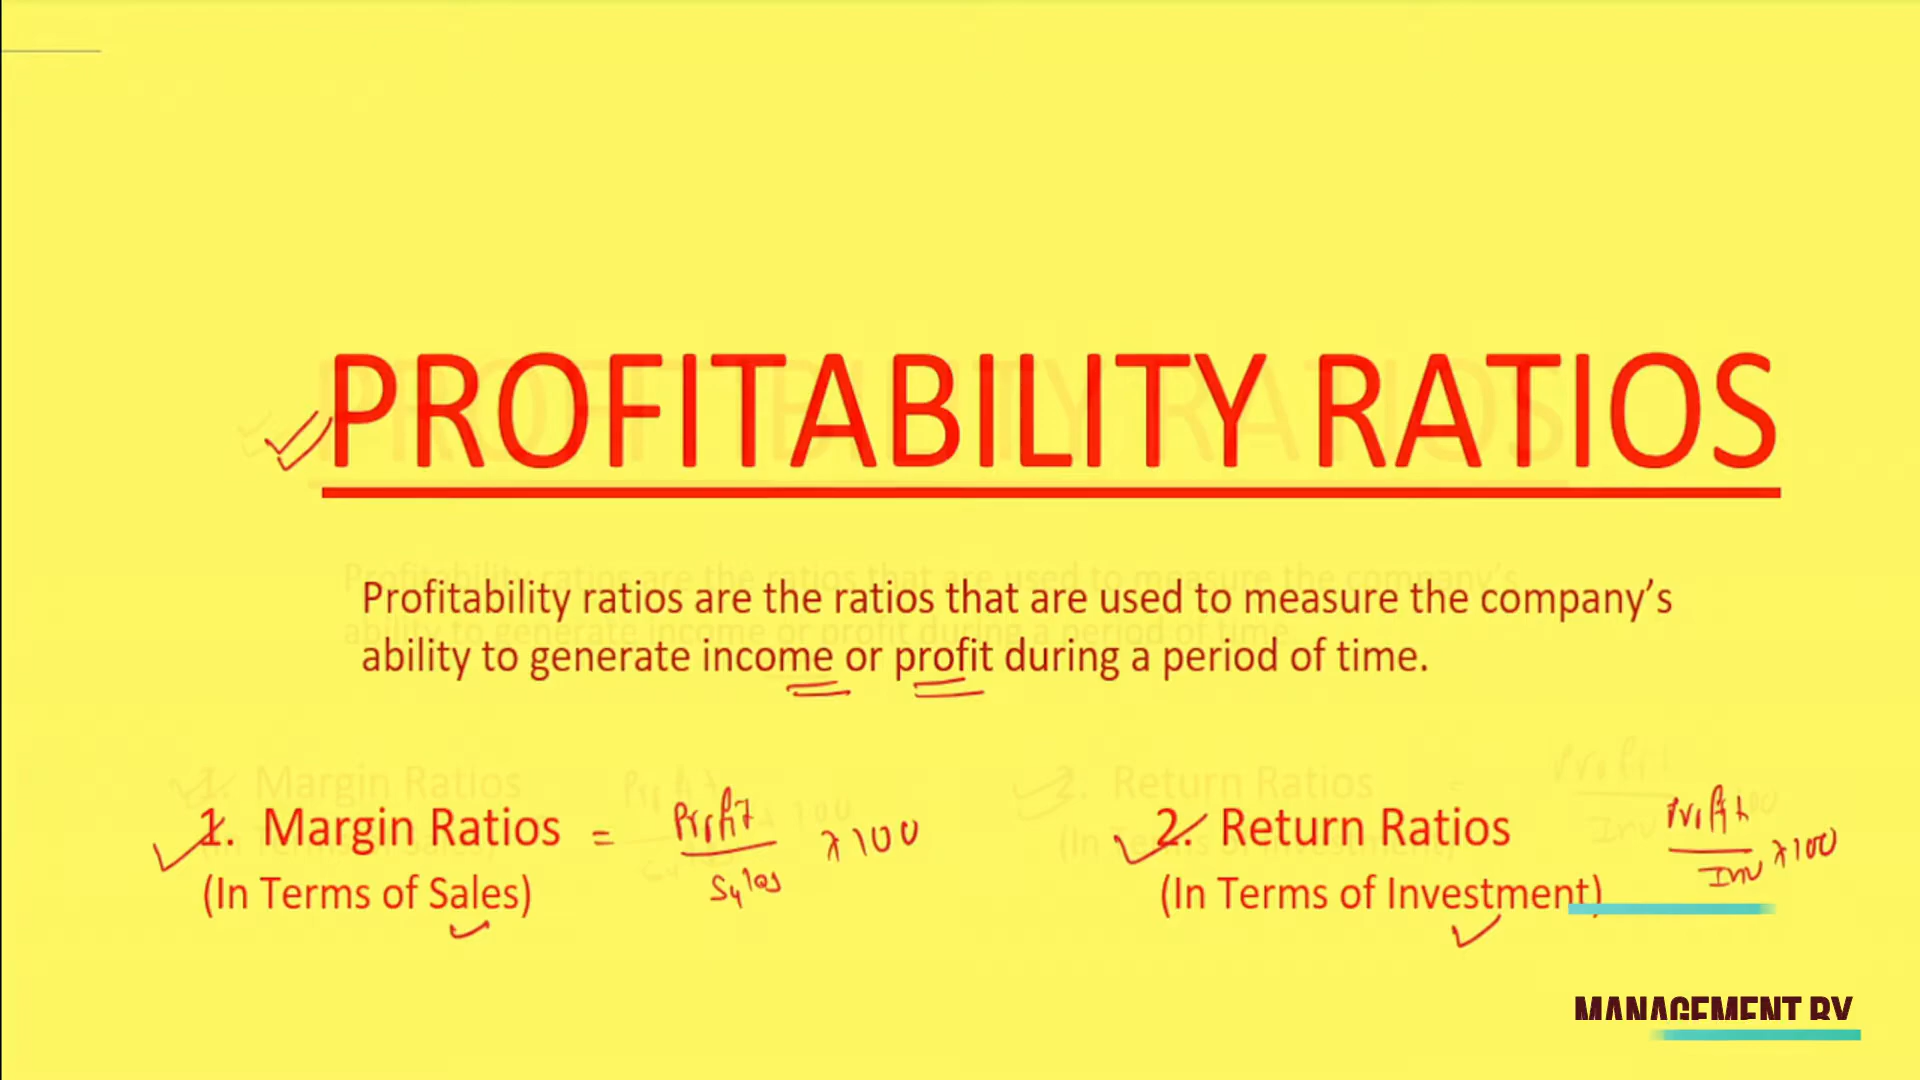 PROFITABILITY RATIOS
Profitability ratios are the ratios that are used to measure the company's
ability to generate income or profit during a period of time.
1. Margin Ratios = Profit / Sales × 100
(In Terms of Sales)
2. Return Ratios Profit / Inv × 100
(In Terms of Investment)
MANAGEMENT BY